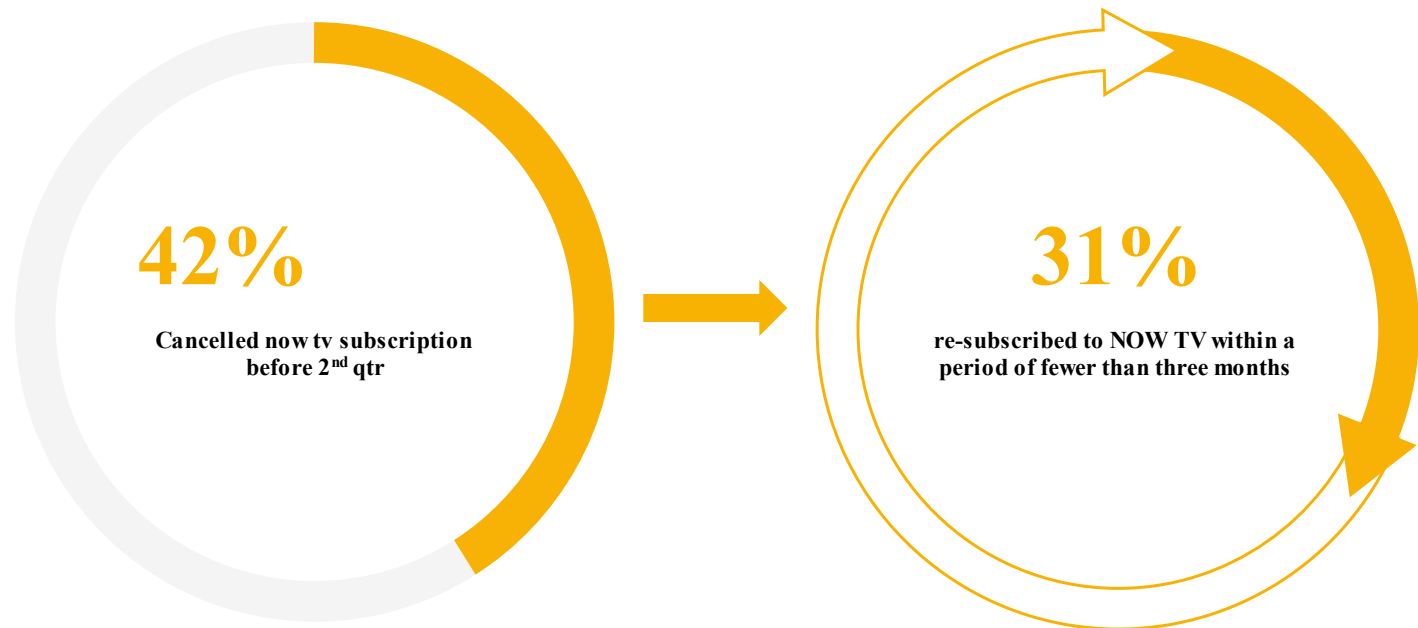 42%
Cancelled now tv subscription
before 2nd qtr
31%
re-subscribed to NOW TV within a
period of fewer than three months